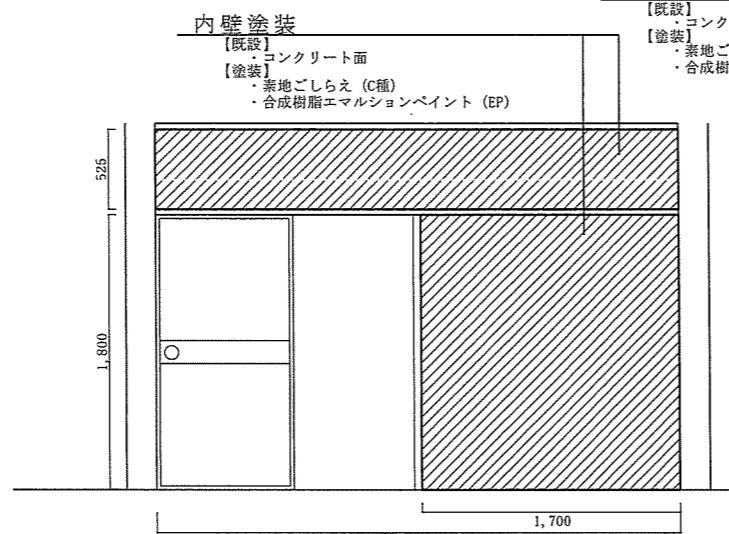 内壁塗装
【既設】
・コンクリート面
【塗装】
・素地ごしらえ (C種)
・合成樹脂エマルションペイント (EP)
【既設】
・コンク
【塗装】
・素地ご
・合成樹
525
1,800
1,700